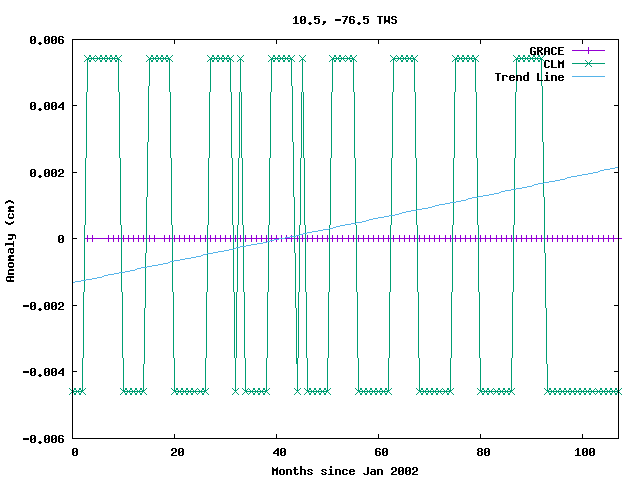 10.5, -76.5 TWS
GRACE
CLM
Trend Line
0.006
0.004
0.002
0
-0.002
-0.004
-0.006
Anomaly (cm)
0 20 40 60 80 100
Months since Jan 2002